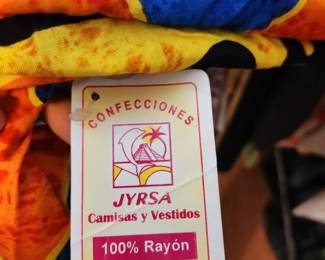 CONFECCIONES
JYRSA
Camisas y Vestidos
100% Rayón